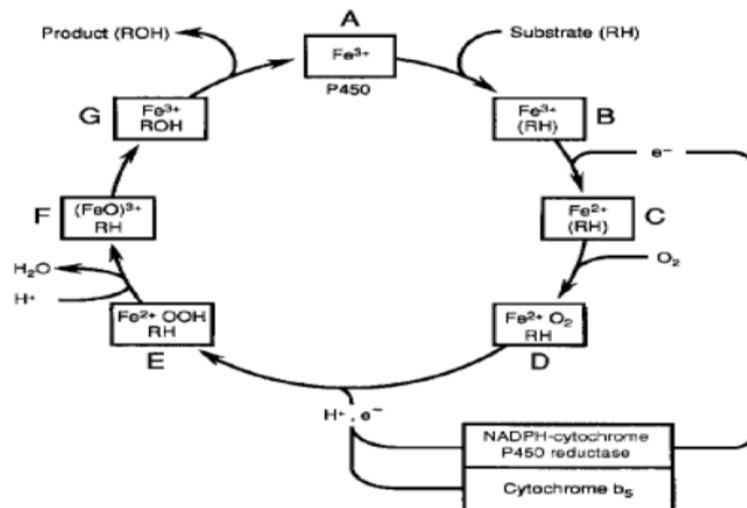 A
Product (ROH)
Fe³⁺
Substrate (RH)
P450
G
Fe³⁺
ROH
Fe³⁺
(RH)
B
e⁻
F
(FeO)³⁺
RH
Fe²⁺
(RH)
C
H₂O
O₂
H⁺
Fe²⁺ OOH
RH
Fe²⁺ O₂
RH
E
D
H⁺, e⁻
NADPH-cytochrome
P450 reductase
Cytochrome b₅